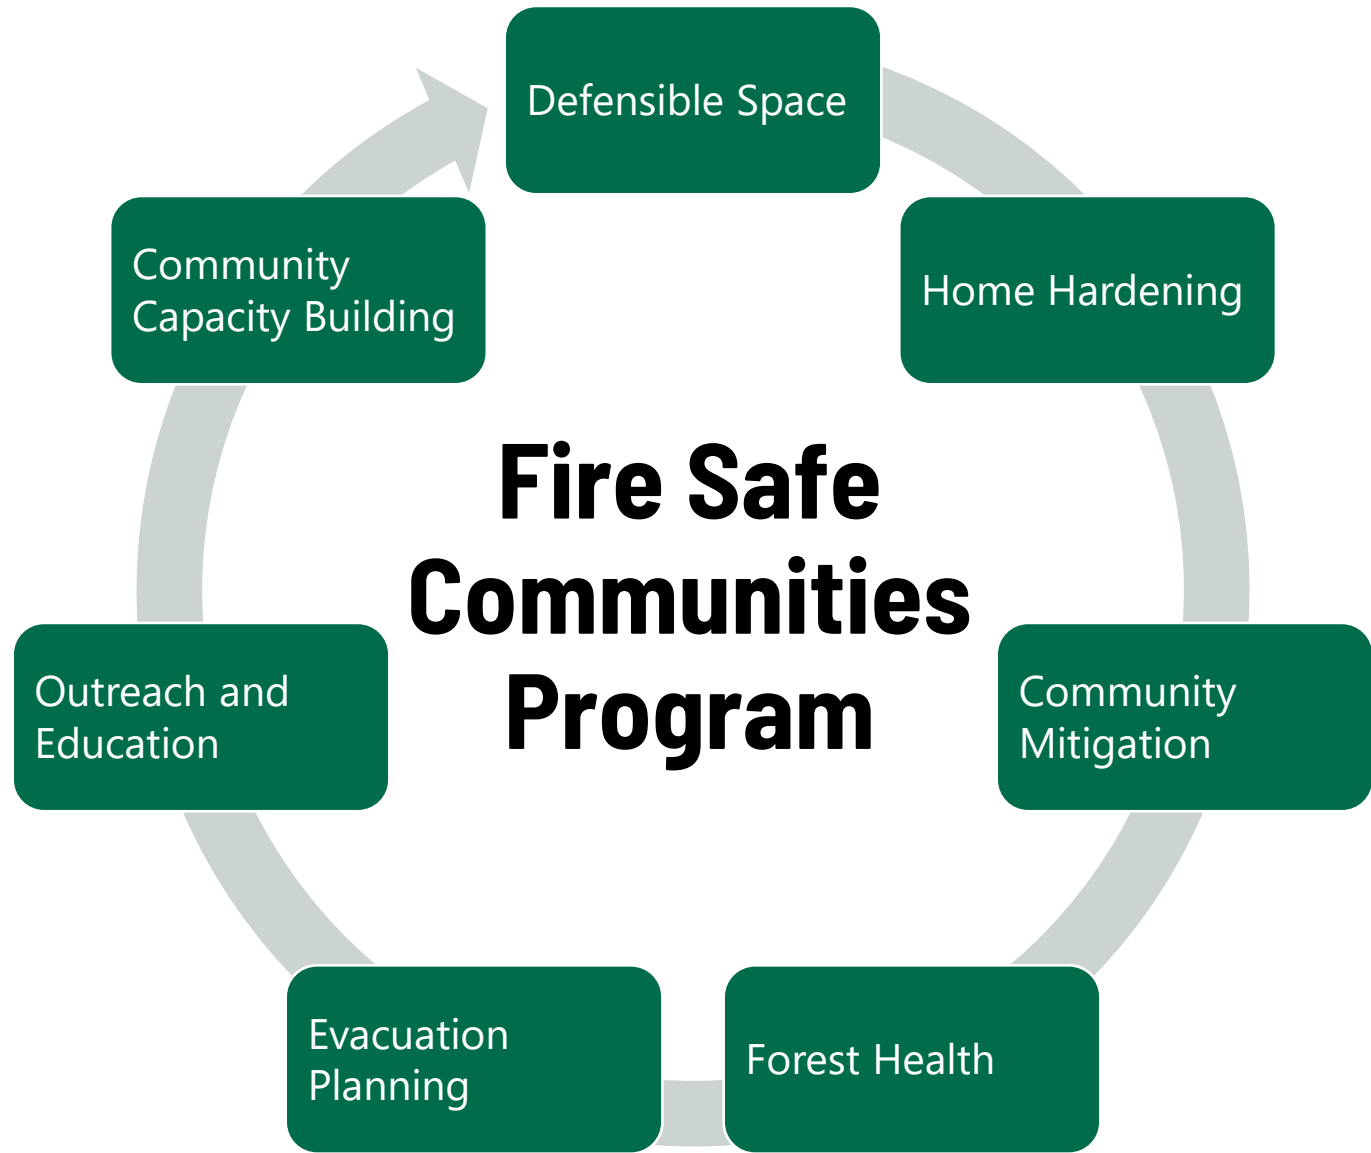 Defensible Space
Home Hardening
Community
Mitigation
Forest Health
Evacuation
Planning
Outreach and
Education
Community
Capacity Building
Fire Safe
Communities
Program